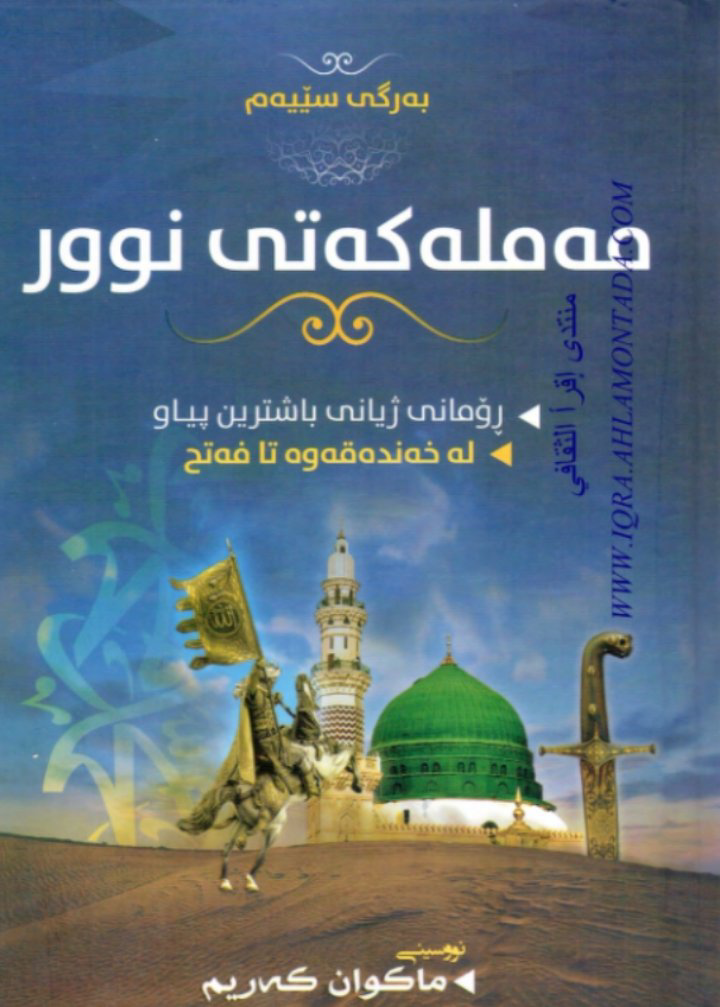 بەرگی سێیەم
مەملەکەتی نوور
ڕۆمانی ژیانی باشترین پیاو
لە خەندەقەوە تا فەتح
منتدى إقرأ الثقافي
WWW.IQRA.AHLAMONTADA.COM
نووسینی
ماکوان کەریم